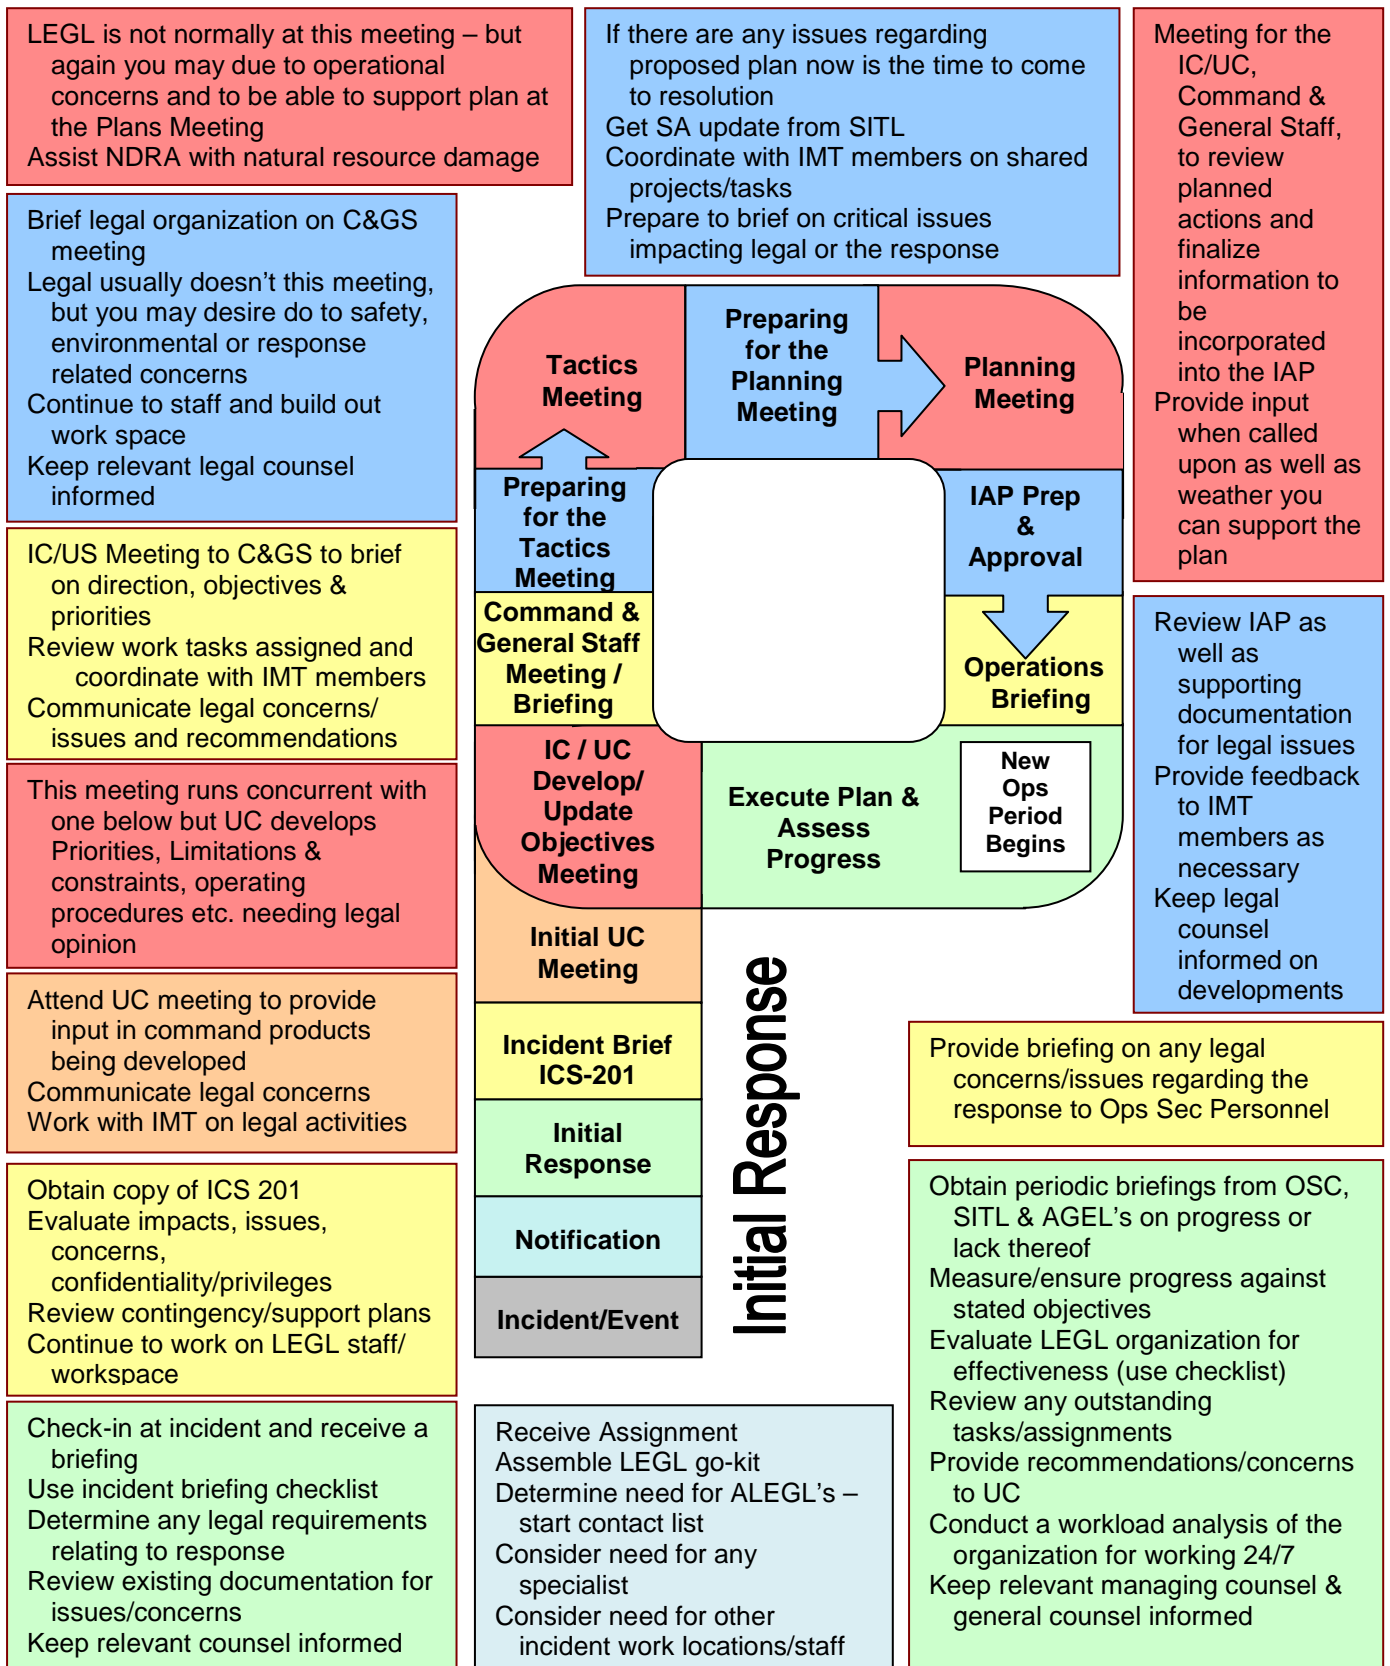 LEGL is not normally at this meeting – but
again you may due to operational
concerns and to be able to support plan at
the Plans Meeting
Assist NDRA with natural resource damage
If there are any issues regarding
proposed plan now is the time to come
to resolution
Get SA update from SITL
Coordinate with IMT members on shared
projects/tasks
Prepare to brief on critical issues
impacting legal or the response
Meeting for the
IC/UC,
Command &
General Staff,
to review
planned
actions and
finalize
information to
be
incorporated
into the IAP
Provide input
when called
upon as well as
weather you
can support the
plan
Brief legal organization on C&GS
meeting
Legal usually doesn’t this meeting,
but you may desire do to safety,
environmental or response
related concerns
Continue to staff and build out
work space
Keep relevant legal counsel
informed
Tactics
Meeting
Preparing
for the
Planning
Meeting
Planning
Meeting
Preparing
for the
Tactics
Meeting
IAP Prep
&
Approval
IC/US Meeting to C&GS to brief
on direction, objectives &
priorities
Review work tasks assigned and
coordinate with IMT members
Communicate legal concerns/
issues and recommendations
Command &
General Staff
Meeting /
Briefing
Operations
Briefing
Review IAP as
well as
supporting
documentation
for legal issues
Provide feedback
to IMT
members as
necessary
Keep legal
counsel
informed on
developments
This meeting runs concurrent with
one below but UC develops
Priorities, Limitations &
constraints, operating
procedures etc. needing legal
opinion
IC / UC
Develop/
Update
Objectives
Meeting
Execute Plan &
Assess
Progress
New
Ops
Period
Begins
Attend UC meeting to provide
input in command products
being developed
Communicate legal concerns
Work with IMT on legal activities
Initial UC
Meeting
Incident Brief
ICS-201
Initial
Response
Notification
Incident/Event
Initial Response
Provide briefing on any legal
concerns/issues regarding the
response to Ops Sec Personnel
Obtain copy of ICS 201
Evaluate impacts, issues,
concerns,
confidentiality/privileges
Review contingency/support plans
Continue to work on LEGL staff/
workspace
Obtain periodic briefings from OSC,
SITL & AGEL’s on progress or
lack thereof
Measure/ensure progress against
stated objectives
Evaluate LEGL organization for
effectiveness (use checklist)
Review any outstanding
tasks/assignments
Provide recommendations/concerns
to UC
Conduct a workload analysis of the
organization for working 24/7
Keep relevant managing counsel &
general counsel informed
Check-in at incident and receive a
briefing
Use incident briefing checklist
Determine any legal requirements
relating to response
Review existing documentation for
issues/concerns
Keep relevant counsel informed
Receive Assignment
Assemble LEGL go-kit
Determine need for ALEGL’s –
start contact list
Consider need for any
specialist
Consider need for other
incident work locations/staff